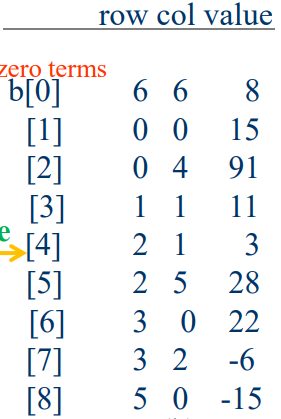 row col value
zero terms
b[0] 6 6 8
[1] 0 0 15
[2] 0 4 91
[3] 1 1 11
e
[4] 2 1 3
[5] 2 5 28
[6] 3 0 22
[7] 3 2 -6
[8] 5 0 -15